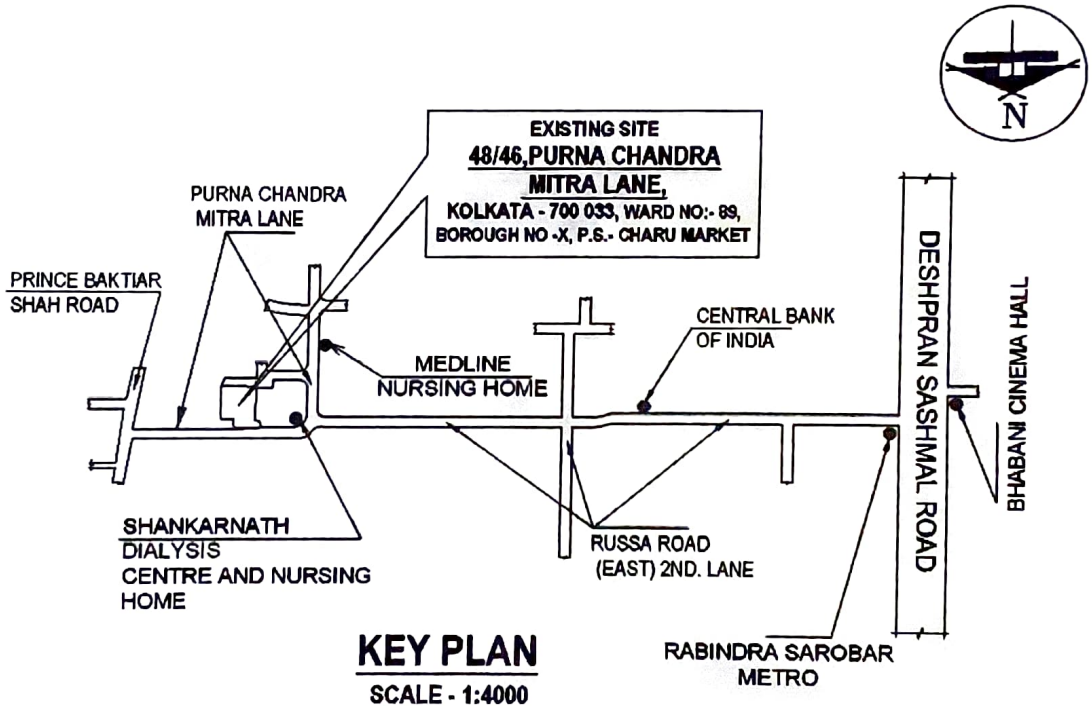 N
EXISTING SITE
48/46,PURNA CHANDRA
MITRA LANE,
KOLKATA - 700 033, WARD NO:- 89,
BOROUGH NO -X, P.S.- CHARU MARKET
PURNA CHANDRA
MITRA LANE
PRINCE BAKTIAR
SHAH ROAD
MEDLINE
NURSING HOME
CENTRAL BANK
OF INDIA
DESHPRAN SASHMAL ROAD
BHABANI CINEMA HALL
SHANKARNATH
DIALYSIS
CENTRE AND NURSING
HOME
RUSSA ROAD
(EAST) 2ND. LANE
RABINDRA SAROBAR
METRO
KEY PLAN
SCALE - 1:4000